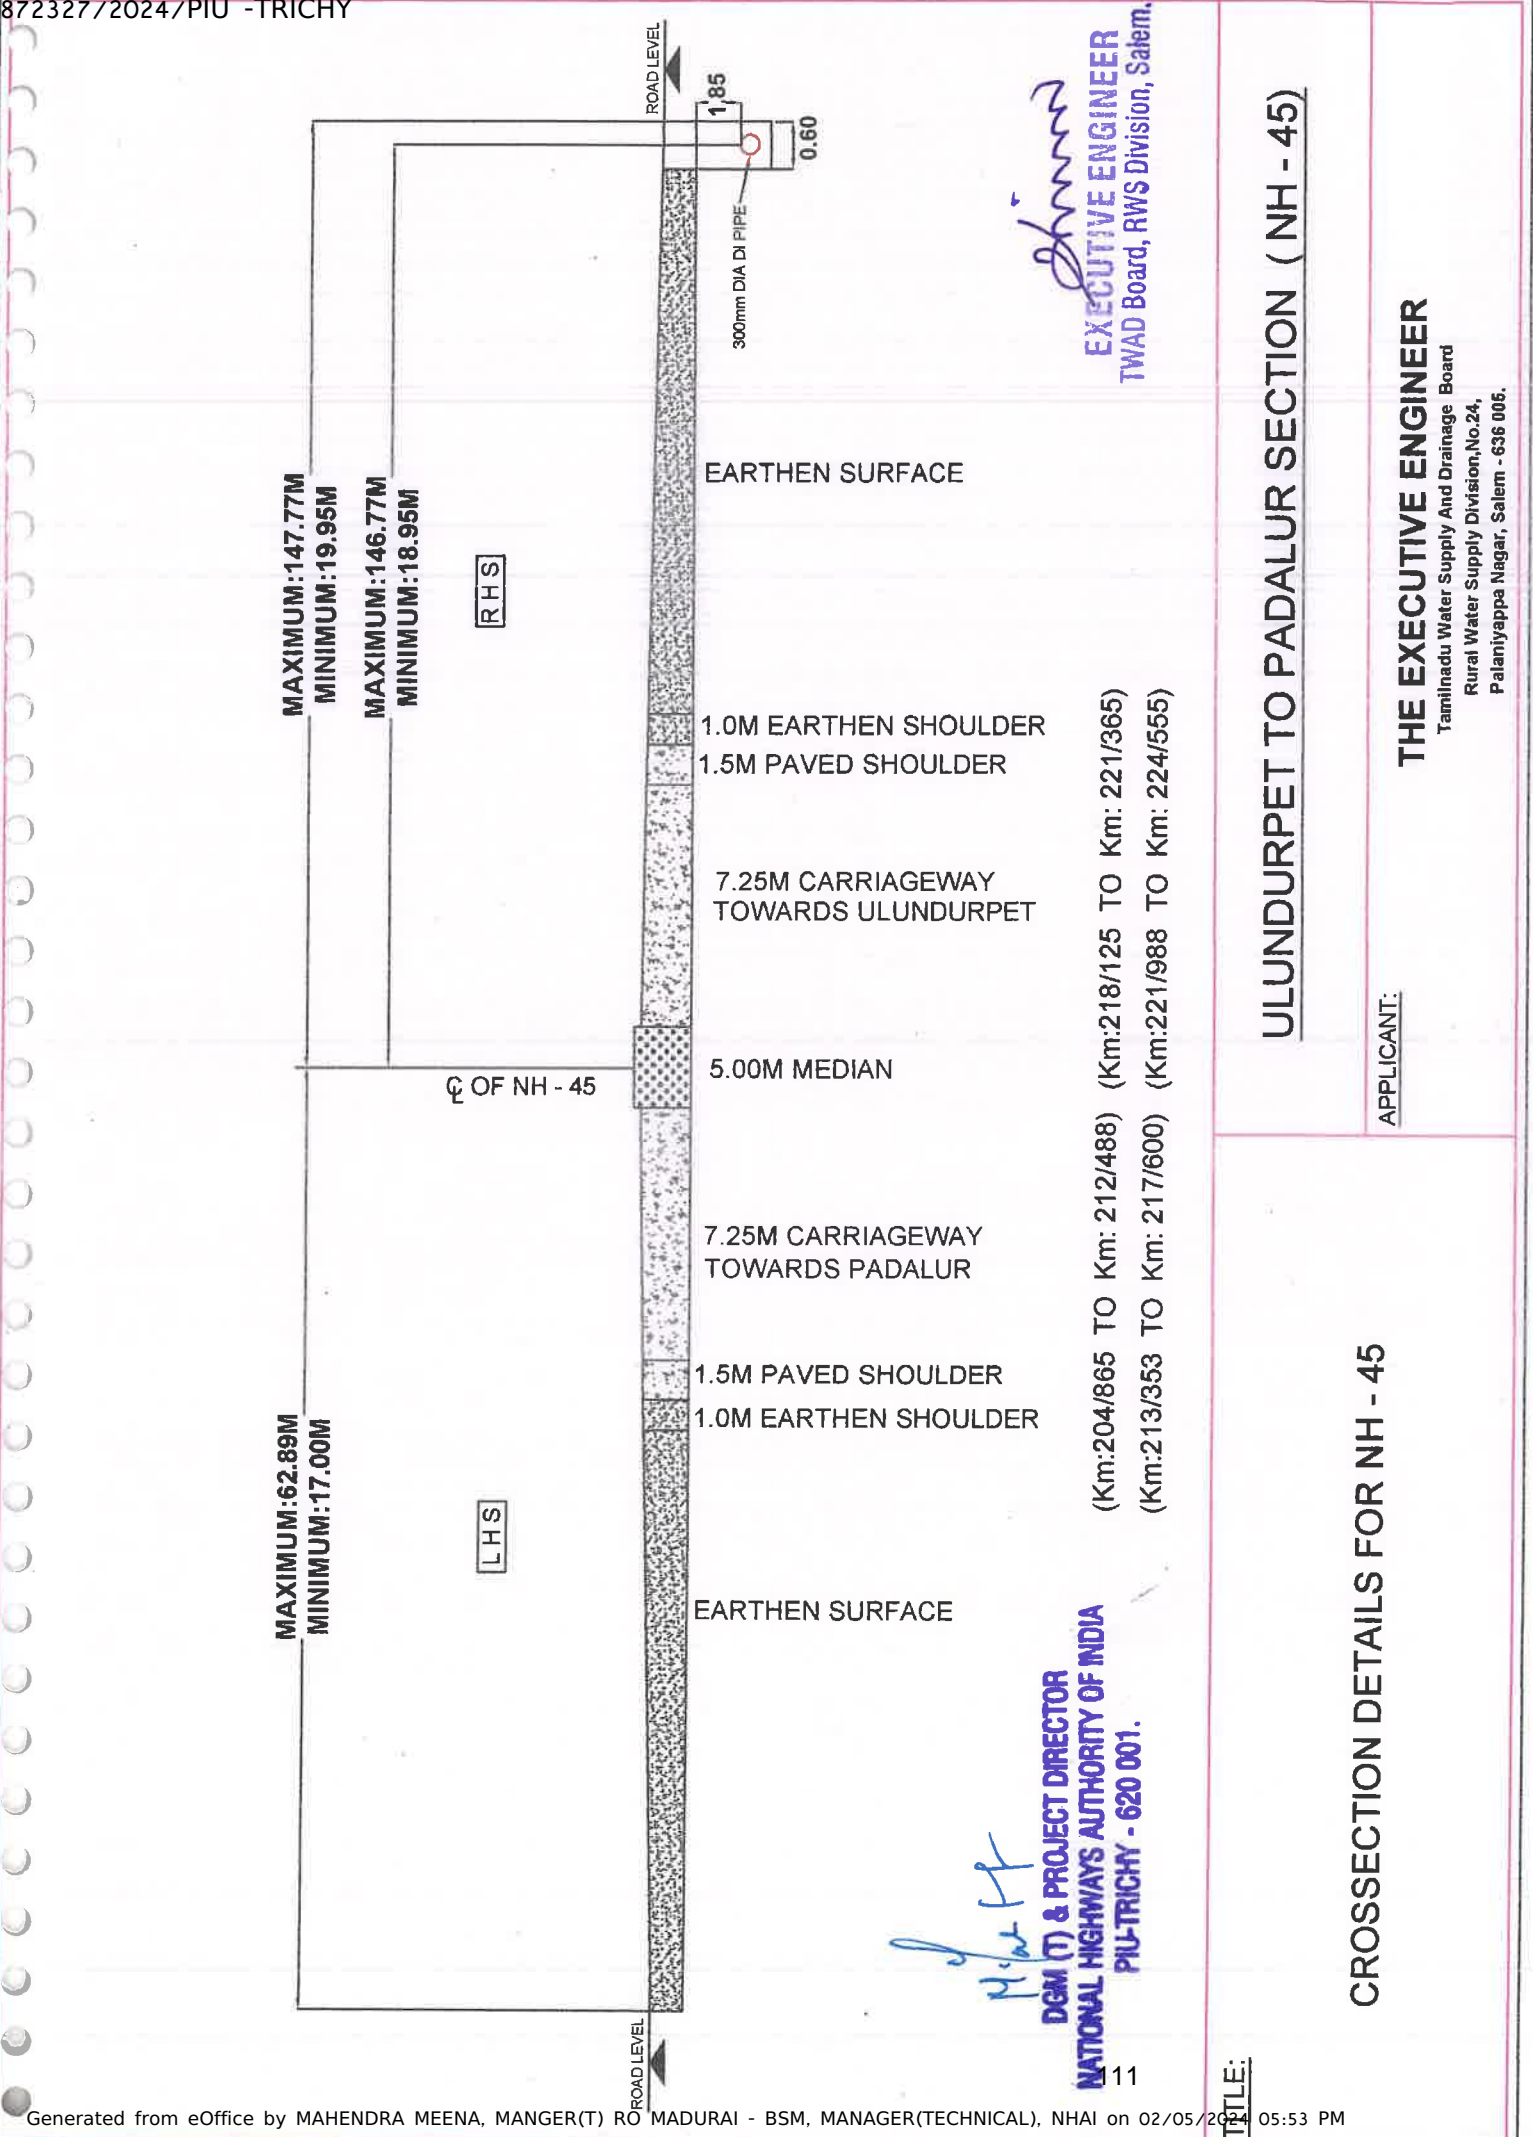 872327/2024/PIU -TRICHY
MAXIMUM:62.89M
MINIMUM:17.00M
MAXIMUM:147.77M
MINIMUM:19.95M
MAXIMUM:146.77M
MINIMUM:18.95M
LHS
RHS
℄ OF NH - 45
ROAD LEVEL
ROAD LEVEL
EARTHEN SURFACE
1.0M EARTHEN SHOULDER
1.5M PAVED SHOULDER
7.25M CARRIAGEWAY
TOWARDS PADALUR
5.00M MEDIAN
7.25M CARRIAGEWAY
TOWARDS ULUNDURPET
1.5M PAVED SHOULDER
1.0M EARTHEN SHOULDER
EARTHEN SURFACE
300mm DIA DI PIPE
1.85
0.60
(Km:204/865 TO Km: 212/488) (Km:218/125 TO Km: 221/365)
(Km:213/353 TO Km: 217/600) (Km:221/988 TO Km: 224/555)
DGM (T) & PROJECT DIRECTOR
NATIONAL HIGHWAYS AUTHORITY OF INDIA
PIU-TRICHY - 620 001.
EXECUTIVE ENGINEER
TWAD Board, RWS Division, Salem.
TITLE:
CROSSECTION DETAILS FOR NH - 45
ULUNDURPET TO PADALUR SECTION ( NH - 45)
APPLICANT:
THE EXECUTIVE ENGINEER
Tamilnadu Water Supply And Drainage Board
Rural Water Supply Division,No.24,
Palaniyappa Nagar, Salem - 636 005.
111
Generated from eOffice by MAHENDRA MEENA, MANGER(T) RO MADURAI - BSM, MANAGER(TECHNICAL), NHAI on 02/05/2024 05:53 PM